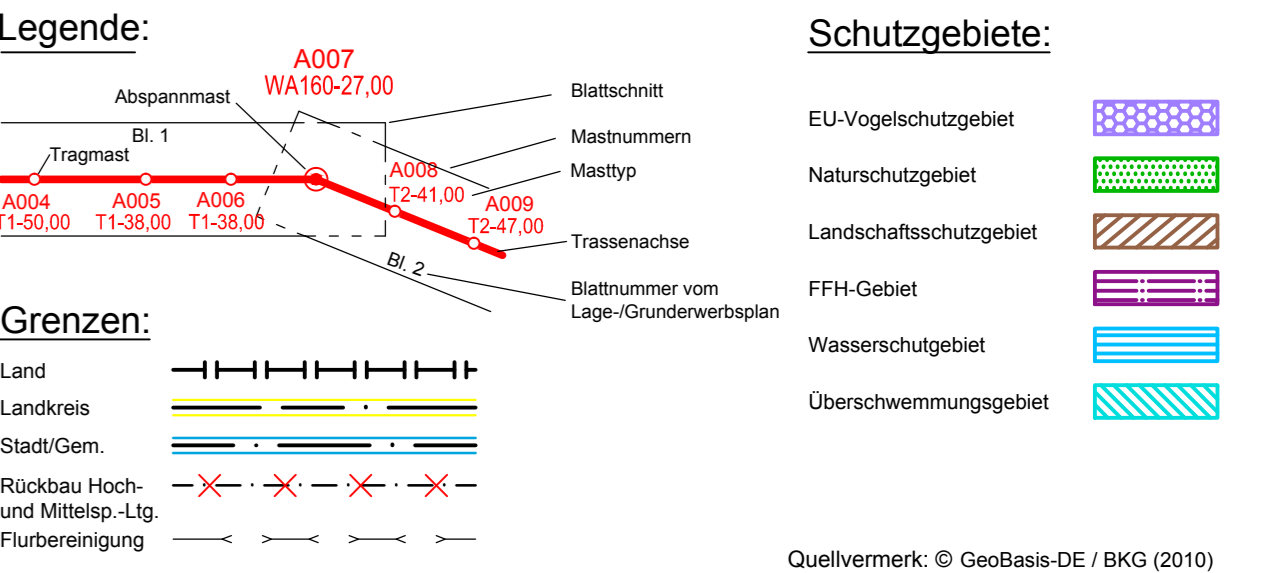 Legende:
A007
WA160-27,00
Abspannmast
Bl. 1
Tragmast
A004
T1-50,00
A005
T1-38,00
A006
T1-38,00
A008
T2-41,00
A009
T2-47,00
Bl. 2
Blattschnitt
Mastnummern
Masttyp
Trassenachse
Blattnummer vom
Lage-/Grunderwerbsplan
Grenzen:
Land
Landkreis
Stadt/Gem.
Rückbau Hoch-
und Mittelsp.-Ltg.
Flurbereinigung
Schutzgebiete:
EU-Vogelschutzgebiet
Naturschutzgebiet
Landschaftsschutzgebiet
FFH-Gebiet
Wasserschutgebiet
Überschwemmungsgebiet
Quellvermerk: © GeoBasis-DE / BKG (2010)